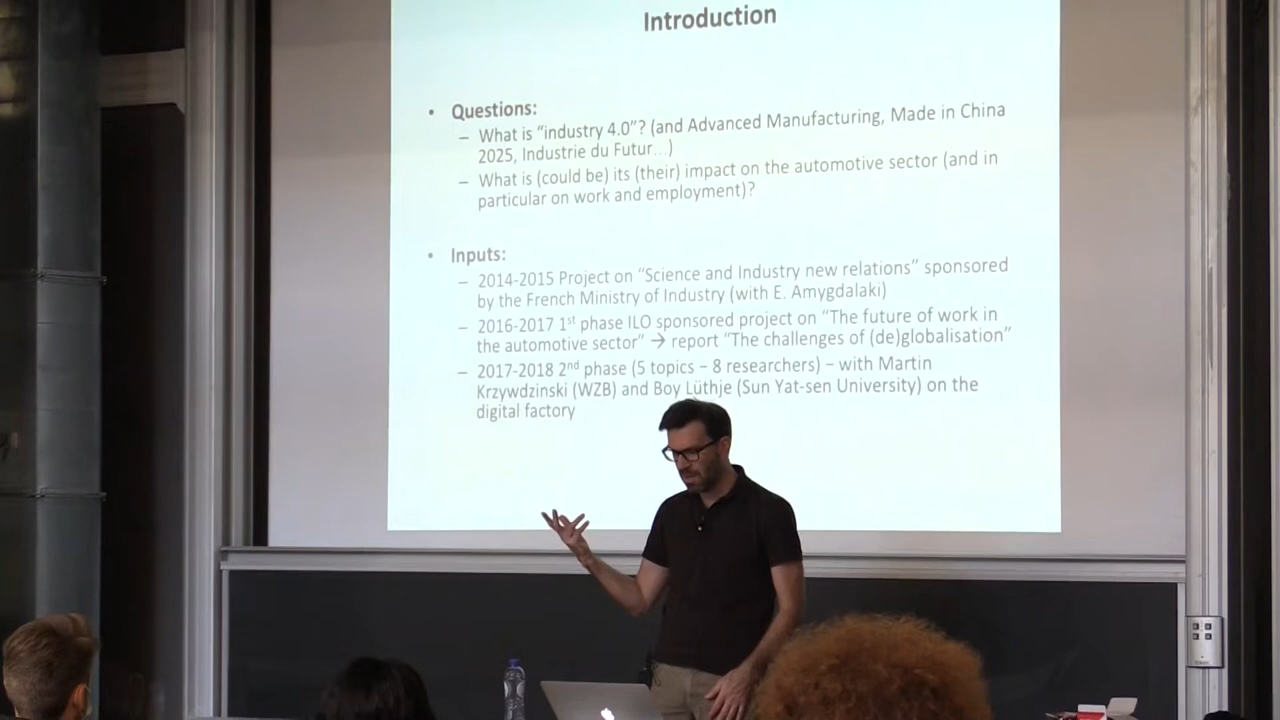 Introduction
• Questions:
– What is “industry 4.0”? (and Advanced Manufacturing, Made in China
2025, Industrie du Futur…)
– What is (could be) its (their) impact on the automotive sector (and in
particular on work and employment)?
• Inputs:
– 2014-2015 Project on “Science and Industry new relations” sponsored
by the French Ministry of Industry (with E. Amygdalaki)
– 2016-2017 1st phase ILO sponsored project on “The future of work in
the automotive sector” → report “The challenges of (de)globalisation”
– 2017-2018 2nd phase (5 topics – 8 researchers) – with Martin
Krzywdzinski (WZB) and Boy Lüthje (Sun Yat-sen University) on the
digital factory